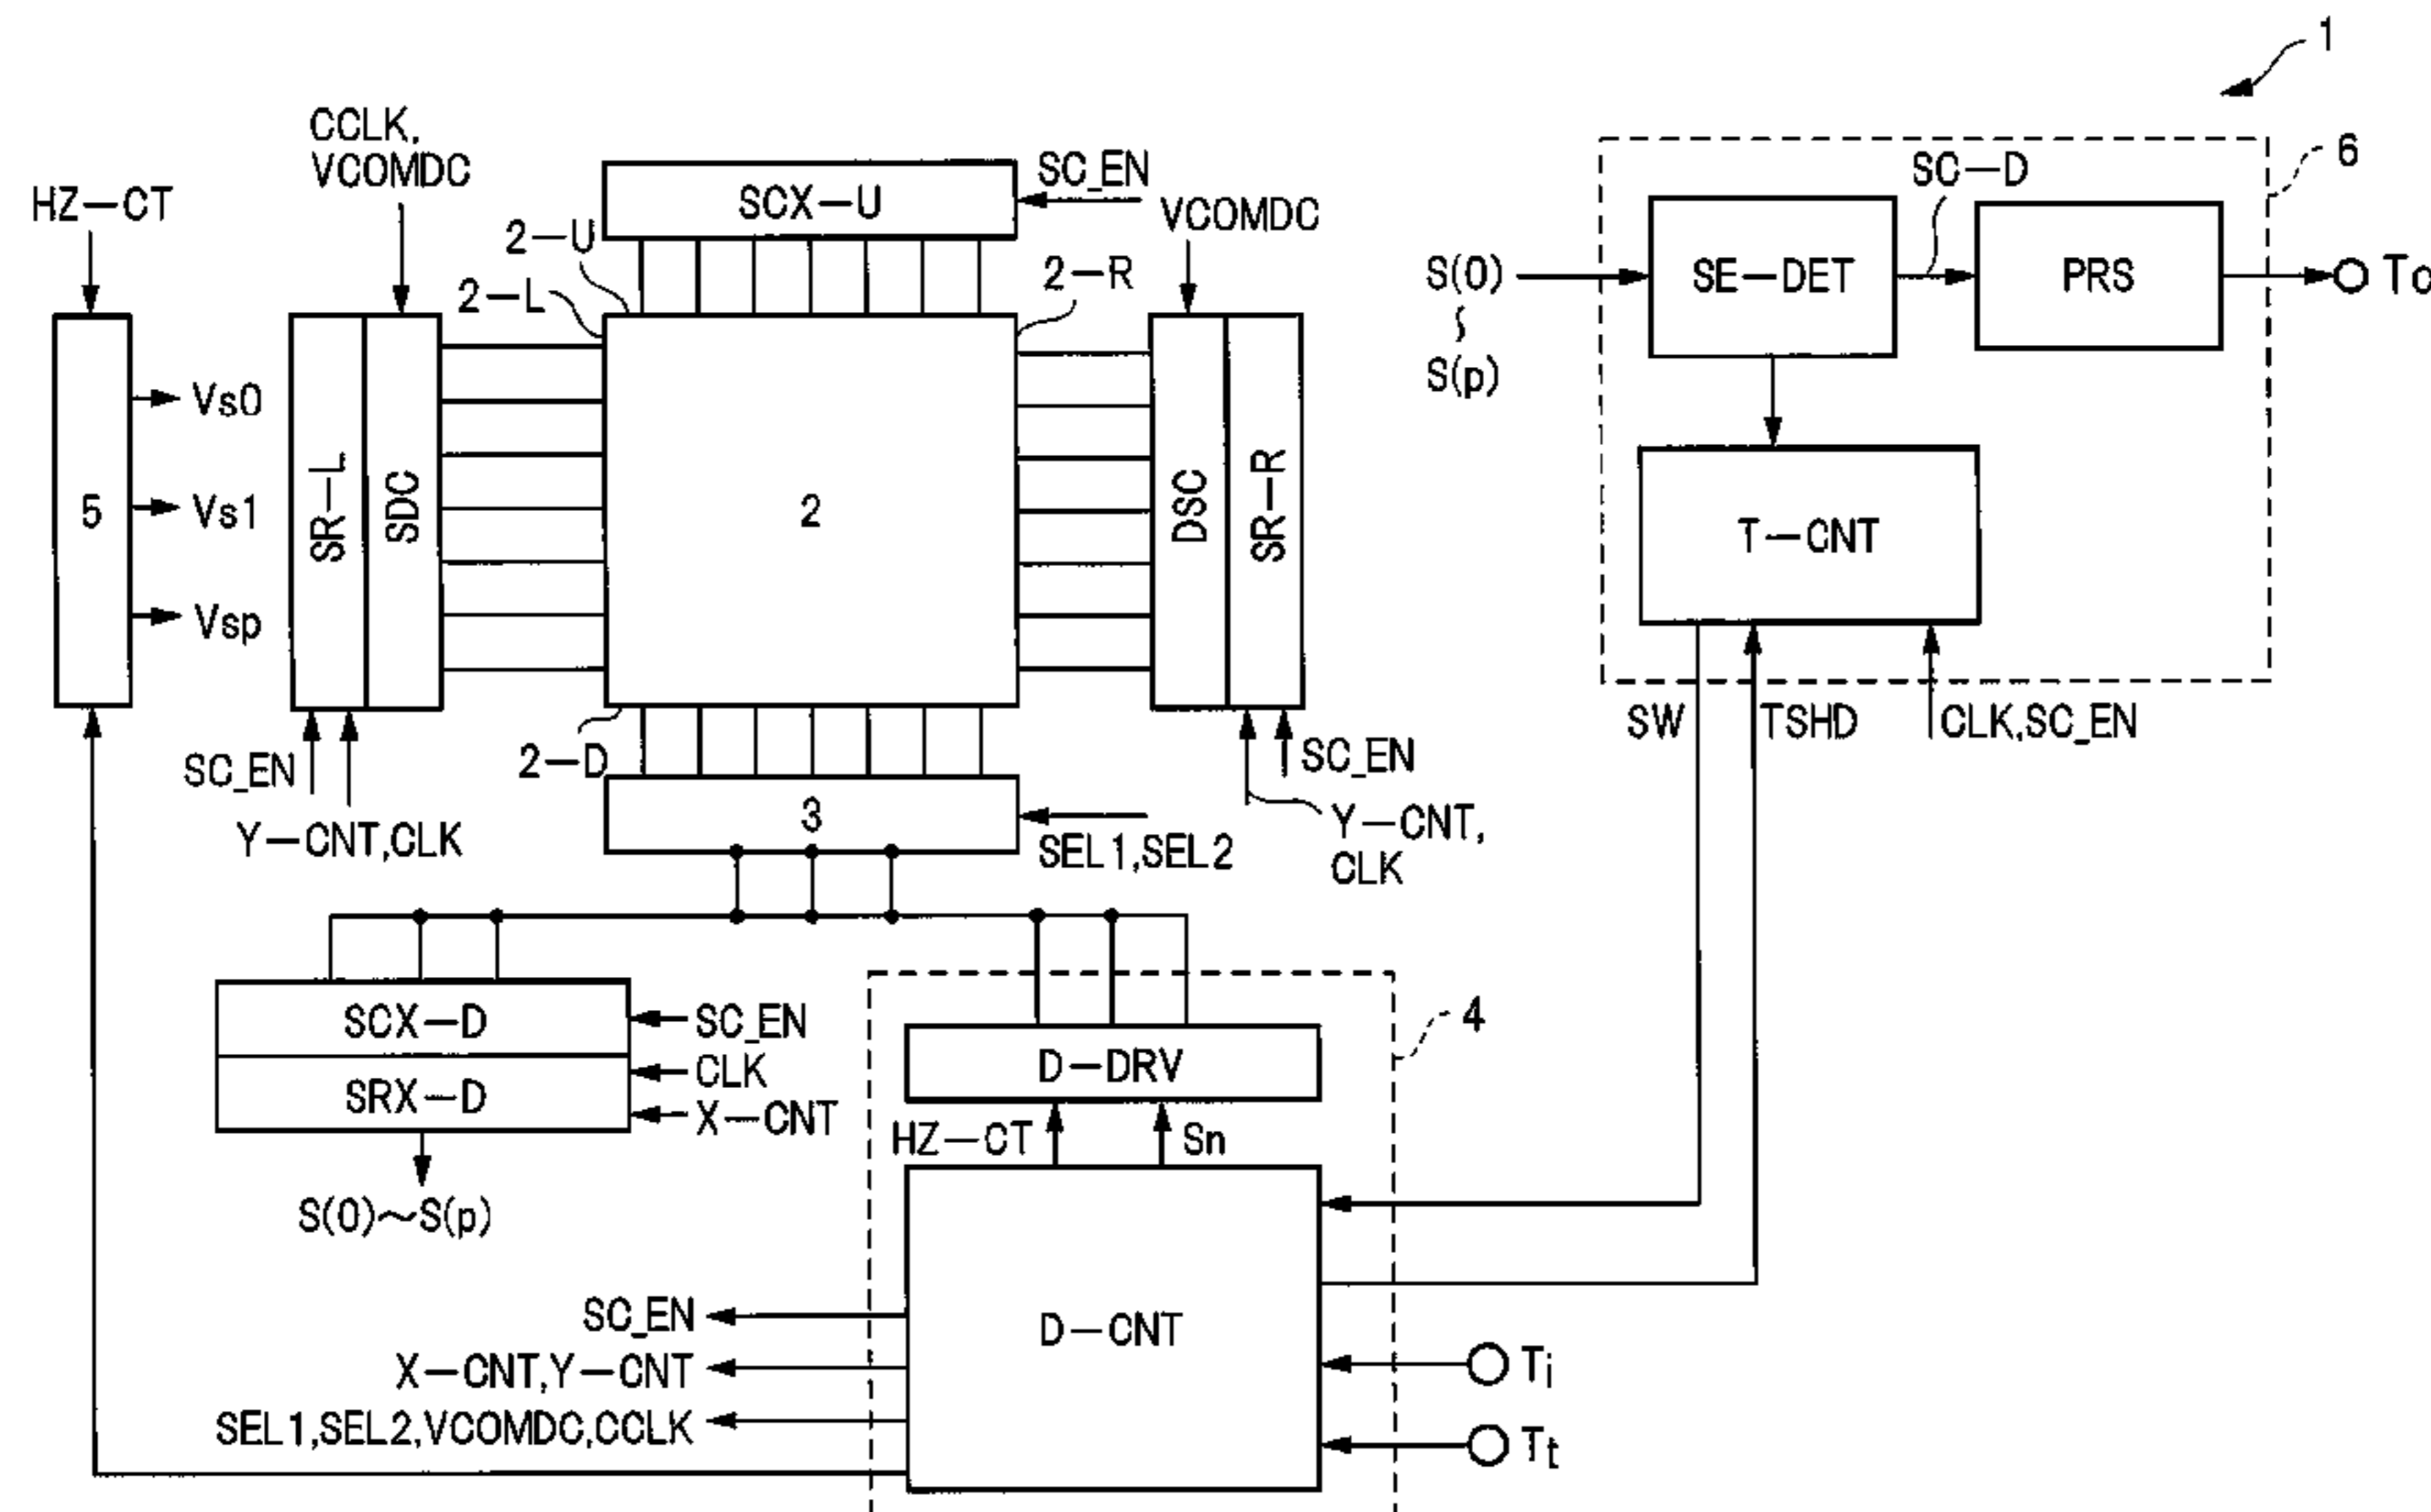 1
CCLK,
VCOMDC
HZ-CT
SCX-U
SC_EN
VCOMDC
2-U
2-L
2-R
SC-D
6
S(0)
~
S(p)
SE-DET
PRS
5
Vs0
Vs1
Vsp
SR-L
SDC
2
DSC
SR-R
T-CNT
SW
TSHD
CLK,SC_EN
SC_EN
Y-CNT,CLK
2-D
3
SEL1,SEL2
SC_EN
Y-CNT,
CLK
SCX-D
SC_EN
SRX-D
CLK
X-CNT
S(0)~S(p)
4
D-DRV
HZ-CT
Sn
D-CNT
SC_EN
X-CNT,Y-CNT
SEL1,SEL2,VCOMDC,CCLK
Ti
Tt